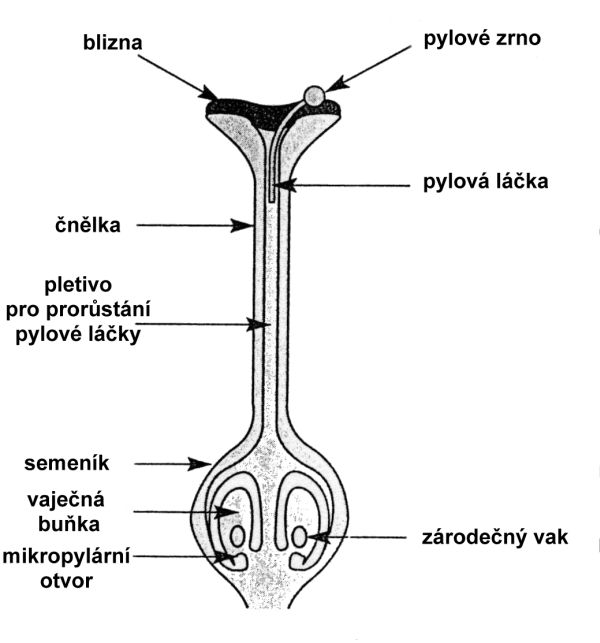 blizna
pylové zrno
pylová láčka
čnělka
pletivo
pro prorůstání
pylové láčky
semeník
vaječná
buňka
zárodečný vak
mikropylární
otvor